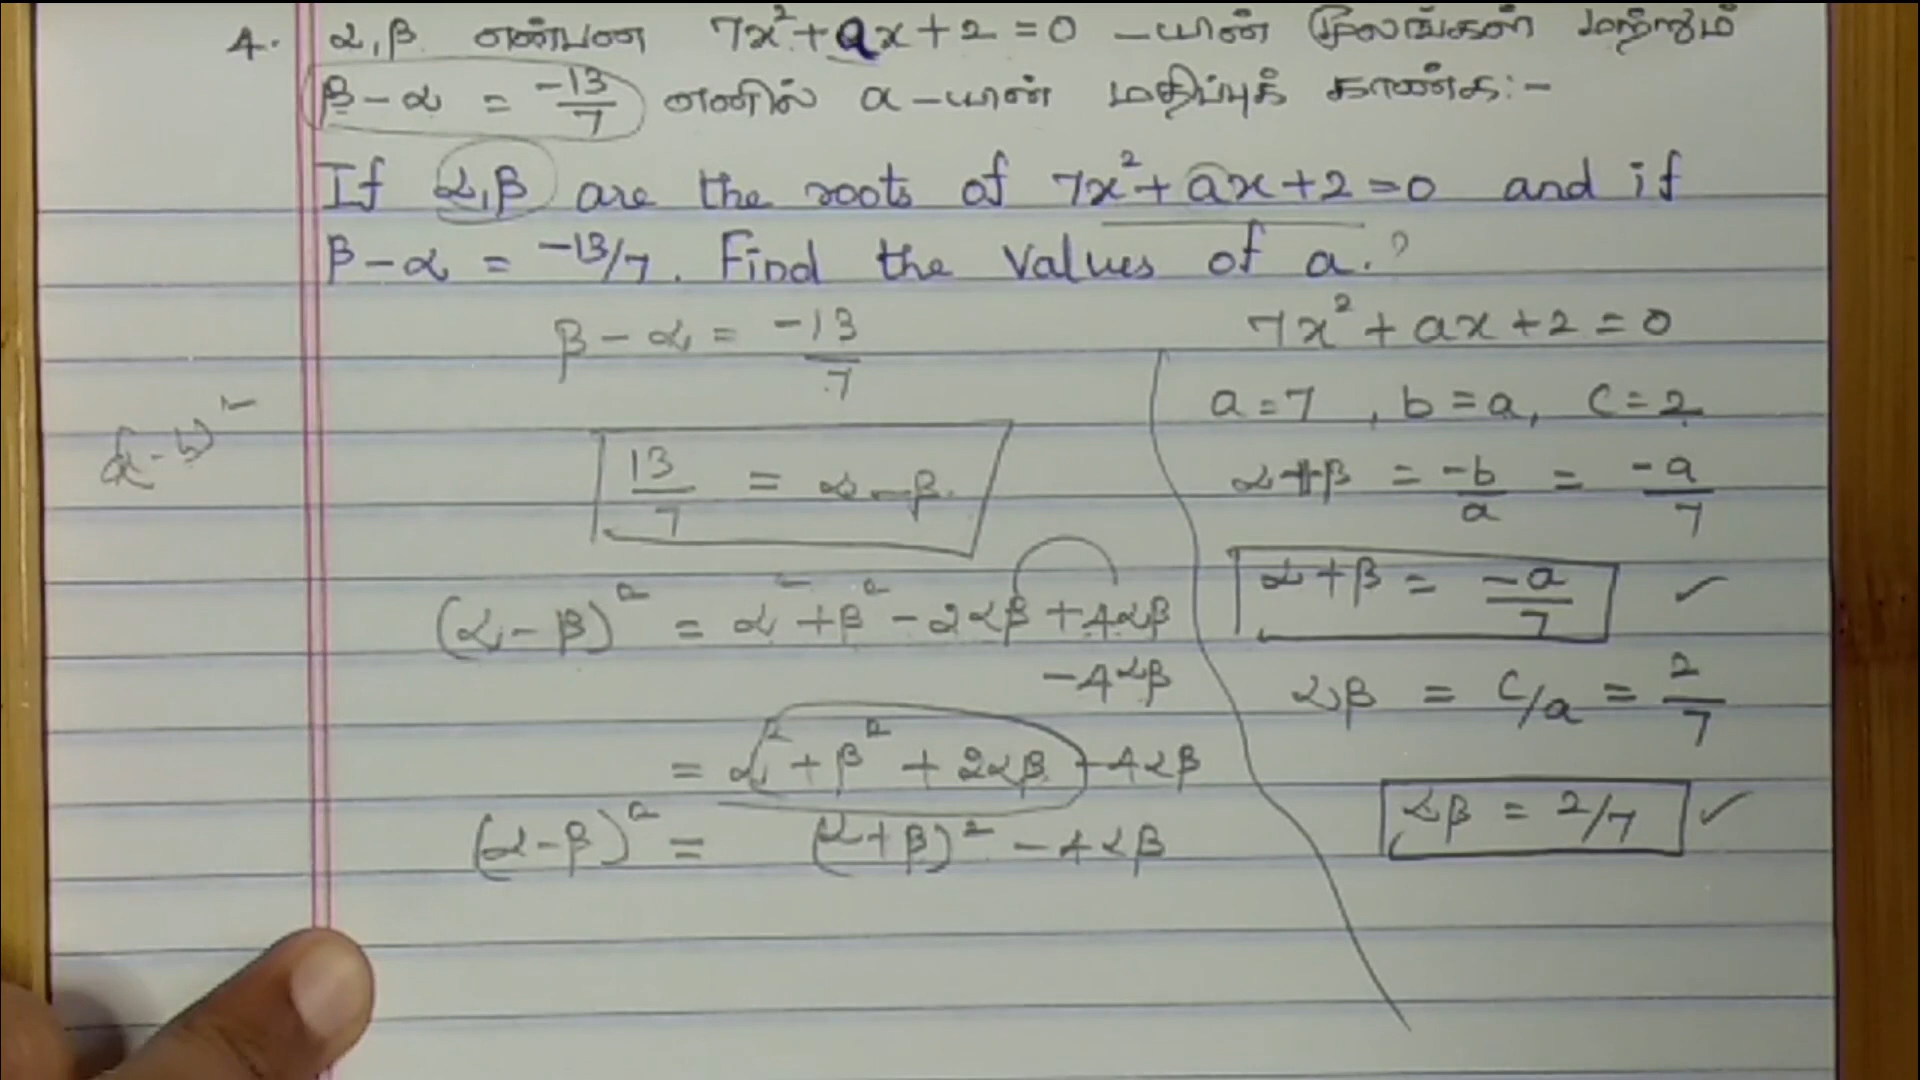 4. α, β என்பன 7x² + ax + 2 = 0 -யின் மூலங்கள் மற்றும்
β - α = -13/7 எனில் a -யின் மதிப்புக் காண்க:-
If α, β are the roots of 7x² + ax + 2 = 0 and if
β - α = -13/7. Find the values of a.?
β - α = -13/7
7x² + ax + 2 = 0
a = 7, b = a, c = 2
13/7 = α - β
α + β = -b/a = -a/7
(α - β)² = α² + β² - 2αβ + 4αβ
- 4αβ
α + β = -a/7 ✓
αβ = c/a = 2/7
= α² + β² + 2αβ - 4αβ
αβ = 2/7 ✓
(α - β)² = (α + β)² - 4αβ